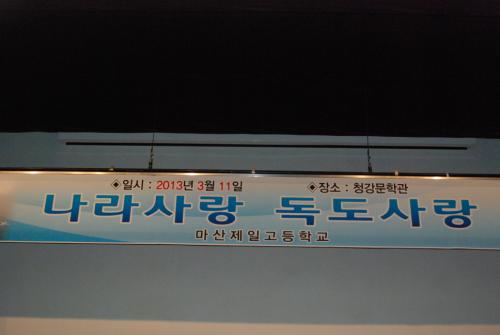 ◈일시 : 2013년 3월 11일 ◈장소 : 청강문학관
나라사랑 독도사랑
마산제일고등학교